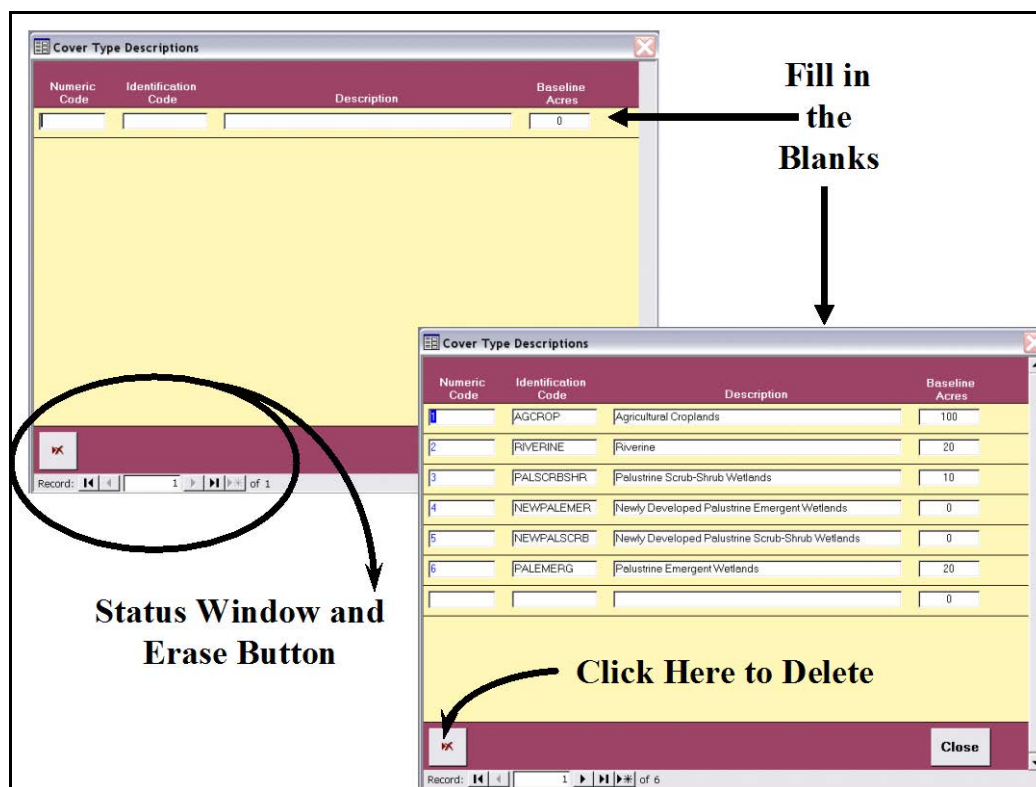 Cover Type Descriptions
Numeric Code Identification Code Description Baseline Acres
0
Record: 1 of 1
Fill in
the
Blanks
Status Window and
Erase Button
Cover Type Descriptions
Numeric Code Identification Code Description Baseline Acres
1 AGCROP Agricultural Croplands 100
2 RIVERINE Riverine 20
3 PALSCRBSHR Palustrine Scrub-Shrub Wetlands 10
4 NEWPALEMER Newly Developed Palustrine Emergent Wetlands 0
5 NEWPALSCRB Newly Developed Palustrine Scrub-Shrub Wetlands 0
6 PALEMERG Palustrine Emergent Wetlands 20
0
Click Here to Delete
Close
Record: 1 of 6